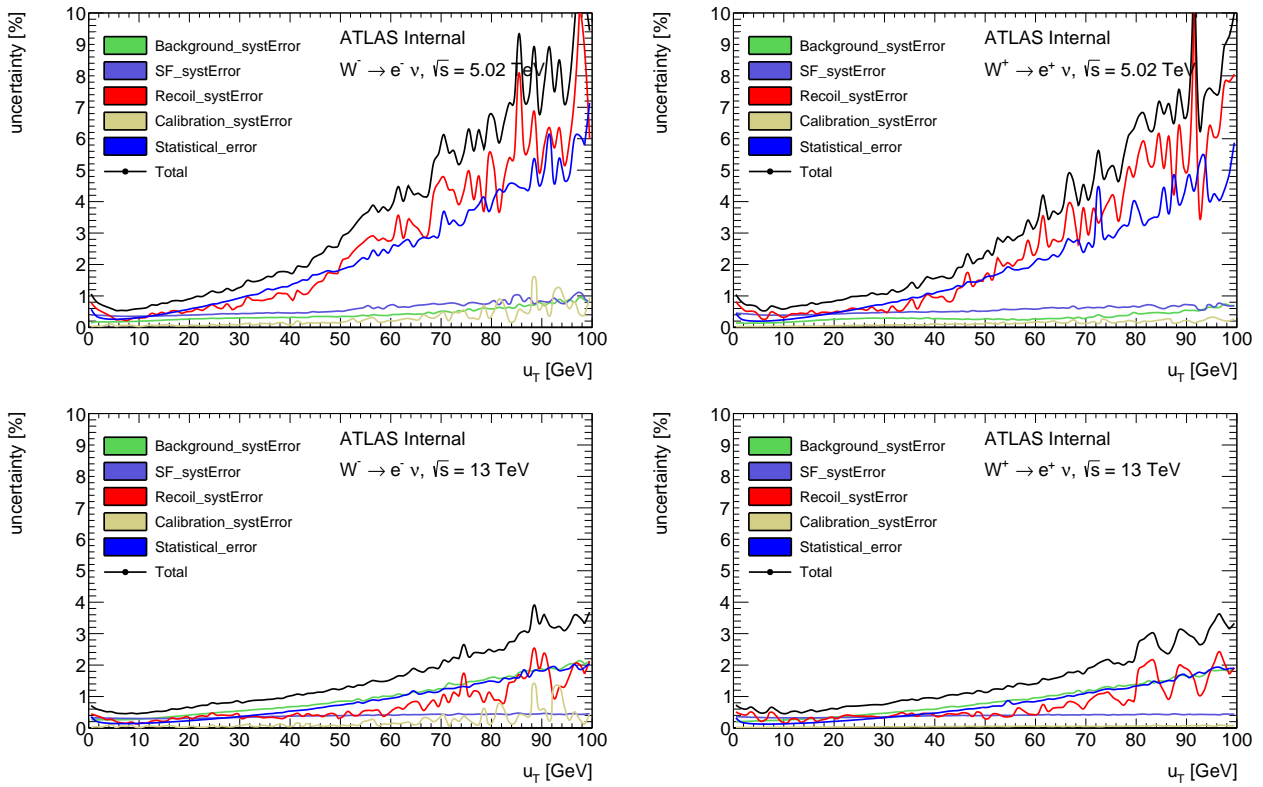 uncertainty [%]
10
9
8
7
6
5
4
3
2
1
0
ATLAS Internal
W⁻ → e⁻ ν, √s = 5.02 TeV
Background_systError
SF_systError
Recoil_systError
Calibration_systError
Statistical_error
Total
0 10 20 30 40 50 60 70 80 90 100
u_T [GeV]
uncertainty [%]
10
9
8
7
6
5
4
3
2
1
0
ATLAS Internal
W⁺ → e⁺ ν, √s = 5.02 TeV
Background_systError
SF_systError
Recoil_systError
Calibration_systError
Statistical_error
Total
0 10 20 30 40 50 60 70 80 90 100
u_T [GeV]
uncertainty [%]
10
9
8
7
6
5
4
3
2
1
0
ATLAS Internal
W⁻ → e⁻ ν, √s = 13 TeV
Background_systError
SF_systError
Recoil_systError
Calibration_systError
Statistical_error
Total
0 10 20 30 40 50 60 70 80 90 100
u_T [GeV]
uncertainty [%]
10
9
8
7
6
5
4
3
2
1
0
ATLAS Internal
W⁺ → e⁺ ν, √s = 13 TeV
Background_systError
SF_systError
Recoil_systError
Calibration_systError
Statistical_error
Total
0 10 20 30 40 50 60 70 80 90 100
u_T [GeV]